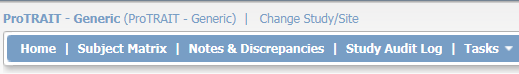 ProTRAIT - Generic (ProTRAIT - Generic) | Change Study/Site
Home | Subject Matrix | Notes & Discrepancies | Study Audit Log | Tasks